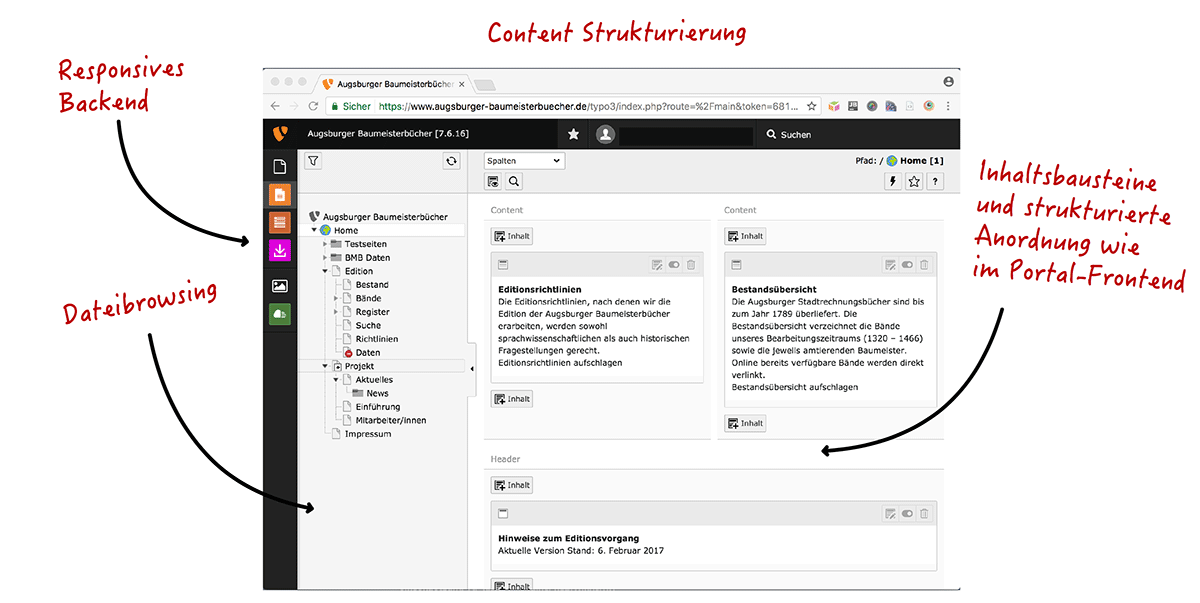 Content Strukturierung
Responsives
Backend
Dateibrowsing
Inhaltsbausteine
und strukturierte
Anordnung wie
im Portal-Frontend
Augsburger Baumeisterbücher
Sicher https://www.augsburger-baumeisterbuecher.de/typo3/index.php?route=%2Fmain&token=681...
Augsburger Baumeisterbücher [7.6.16]
Suchen
Augsburger Baumeisterbücher
Home
Testseiten
BMB Daten
Edition
Bestand
Bände
Register
Suche
Richtlinien
Daten
Projekt
Aktuelles
News
Einführung
Mitarbeiter/innen
Impressum
Spalten
Pfad: / Home [1]
?
Content
Inhalt
Editionsrichtlinien
Die Editionsrichtlinien, nach denen wir die
Edition der Augsburger Baumeisterbücher
erarbeiten, werden sowohl
sprachwissenschaftlichen als auch historischen
Fragestellungen gerecht.
Editionsrichtlinien aufschlagen
Inhalt
Content
Inhalt
Bestandsübersicht
Die Augsburger Stadtrechnungsbücher sind bis
zum Jahr 1789 überliefert. Die
Bestandsübersicht verzeichnet die Bände
unseres Bearbeitungszeitraums (1320 – 1466)
sowie die jeweils amtierenden Baumeister.
Online bereits verfügbare Bände werden direkt
verlinkt.
Bestandsübersicht aufschlagen
Inhalt
Header
Inhalt
Hinweise zum Editionsvorgang
Aktuelle Version Stand: 6. Februar 2017
Inhalt